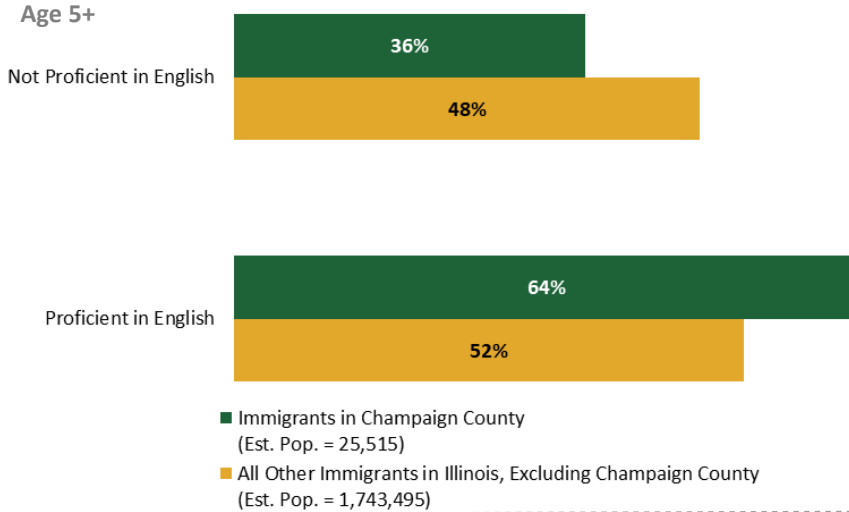 Age 5+
36%
Not Proficient in English
48%
64%
Proficient in English
52%
Immigrants in Champaign County
(Est. Pop. = 25,515)
All Other Immigrants in Illinois, Excluding Champaign County
(Est. Pop. = 1,743,495)